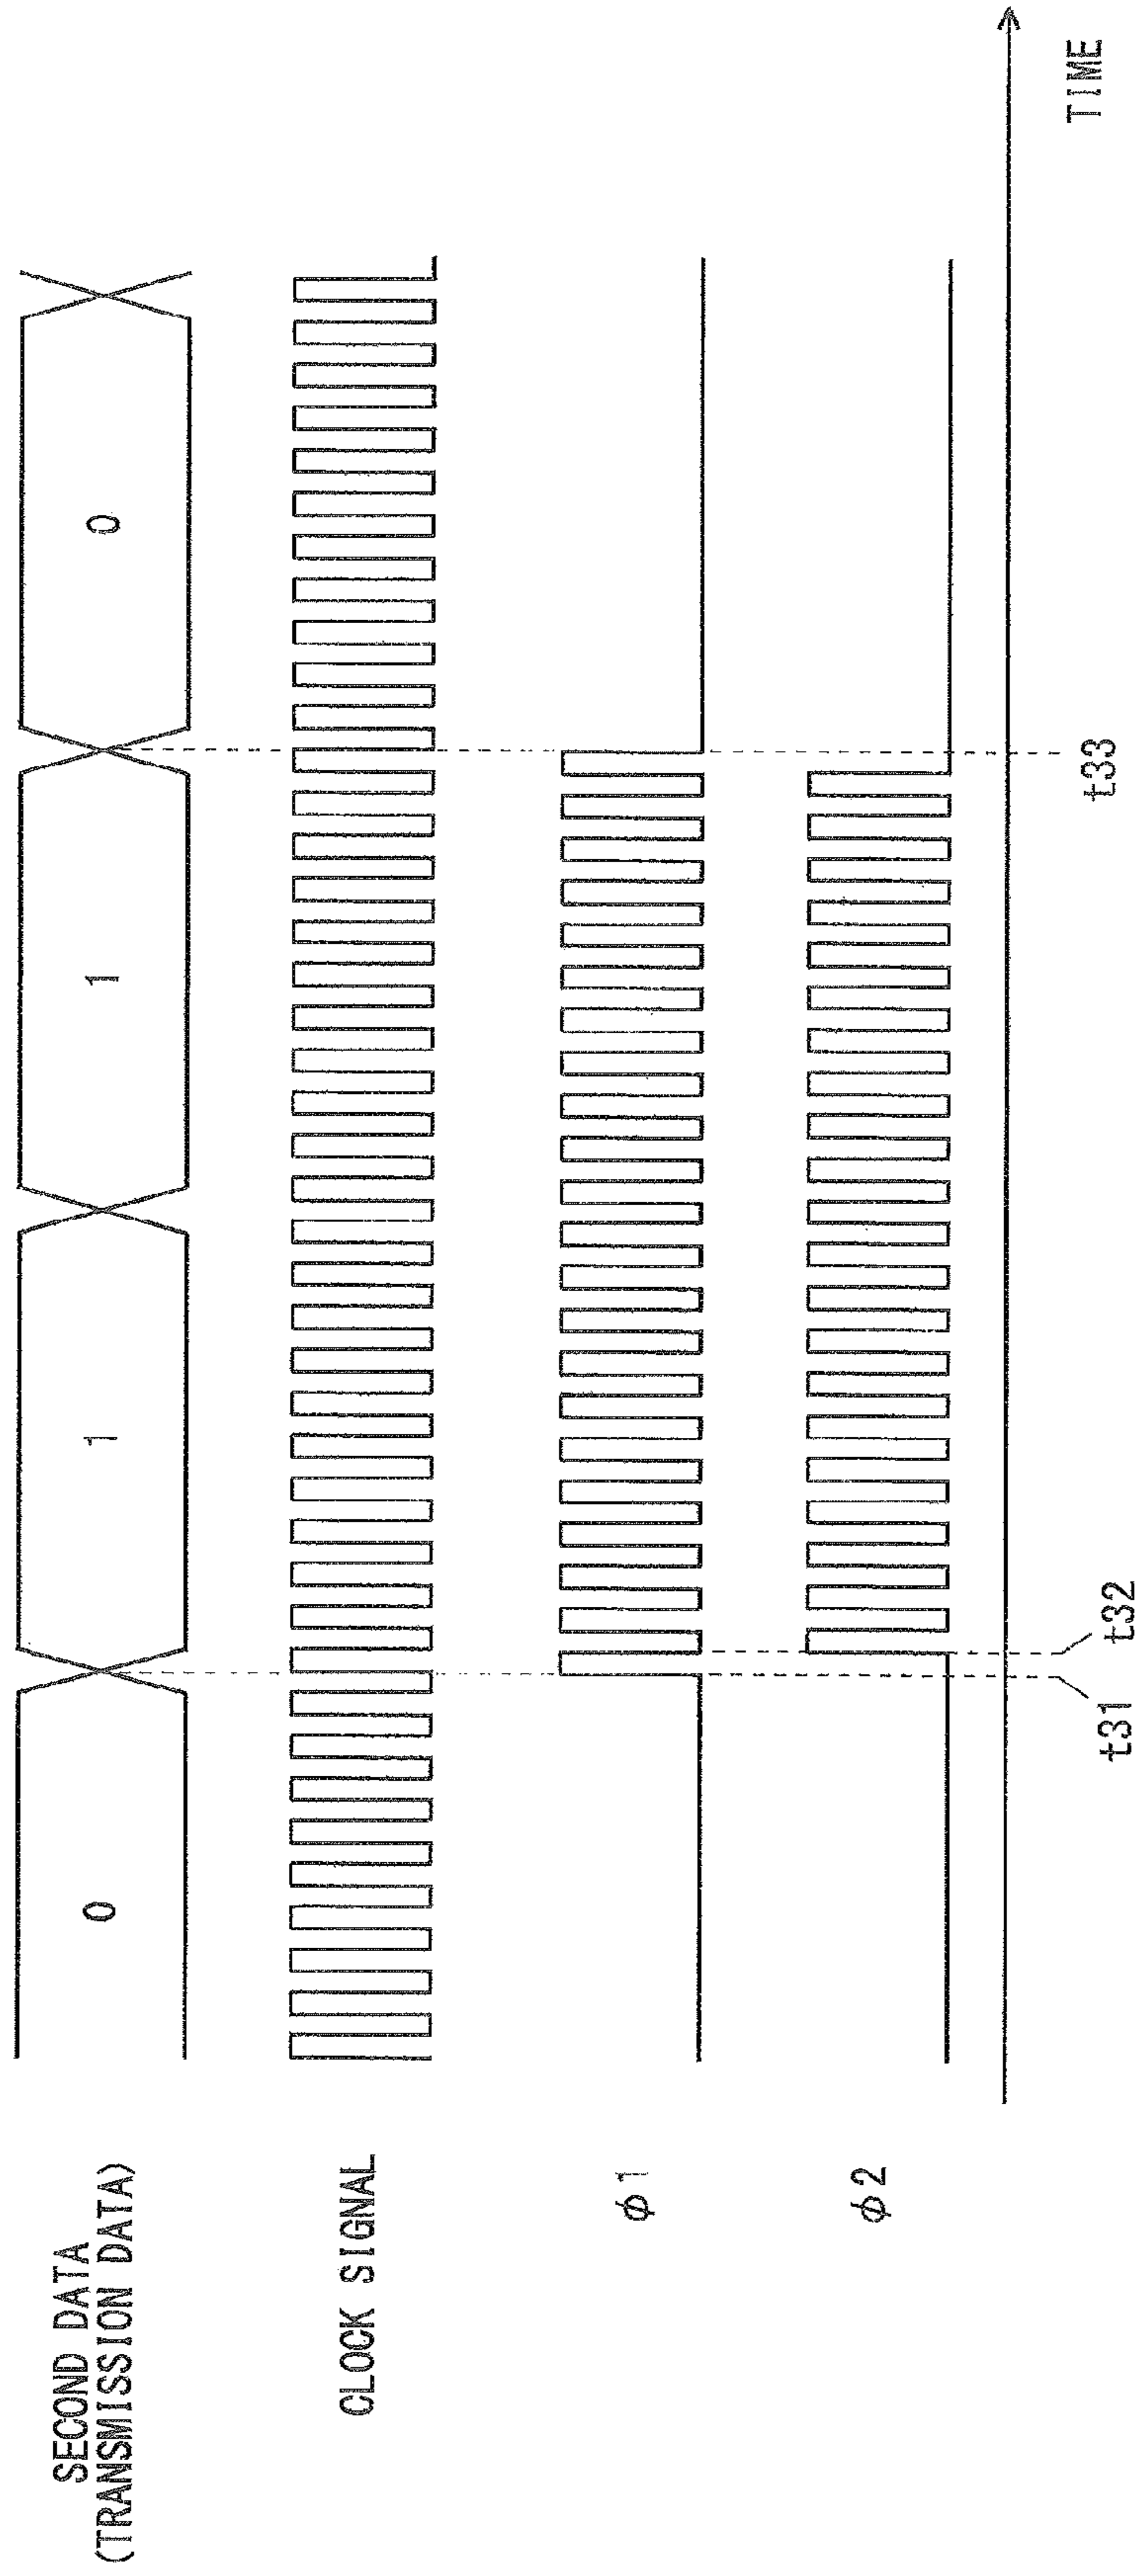 SECOND DATA
(TRANSMISSION DATA)
0
1
1
0
CLOCK SIGNAL
φ1
φ2
t31
t32
t33
TIME